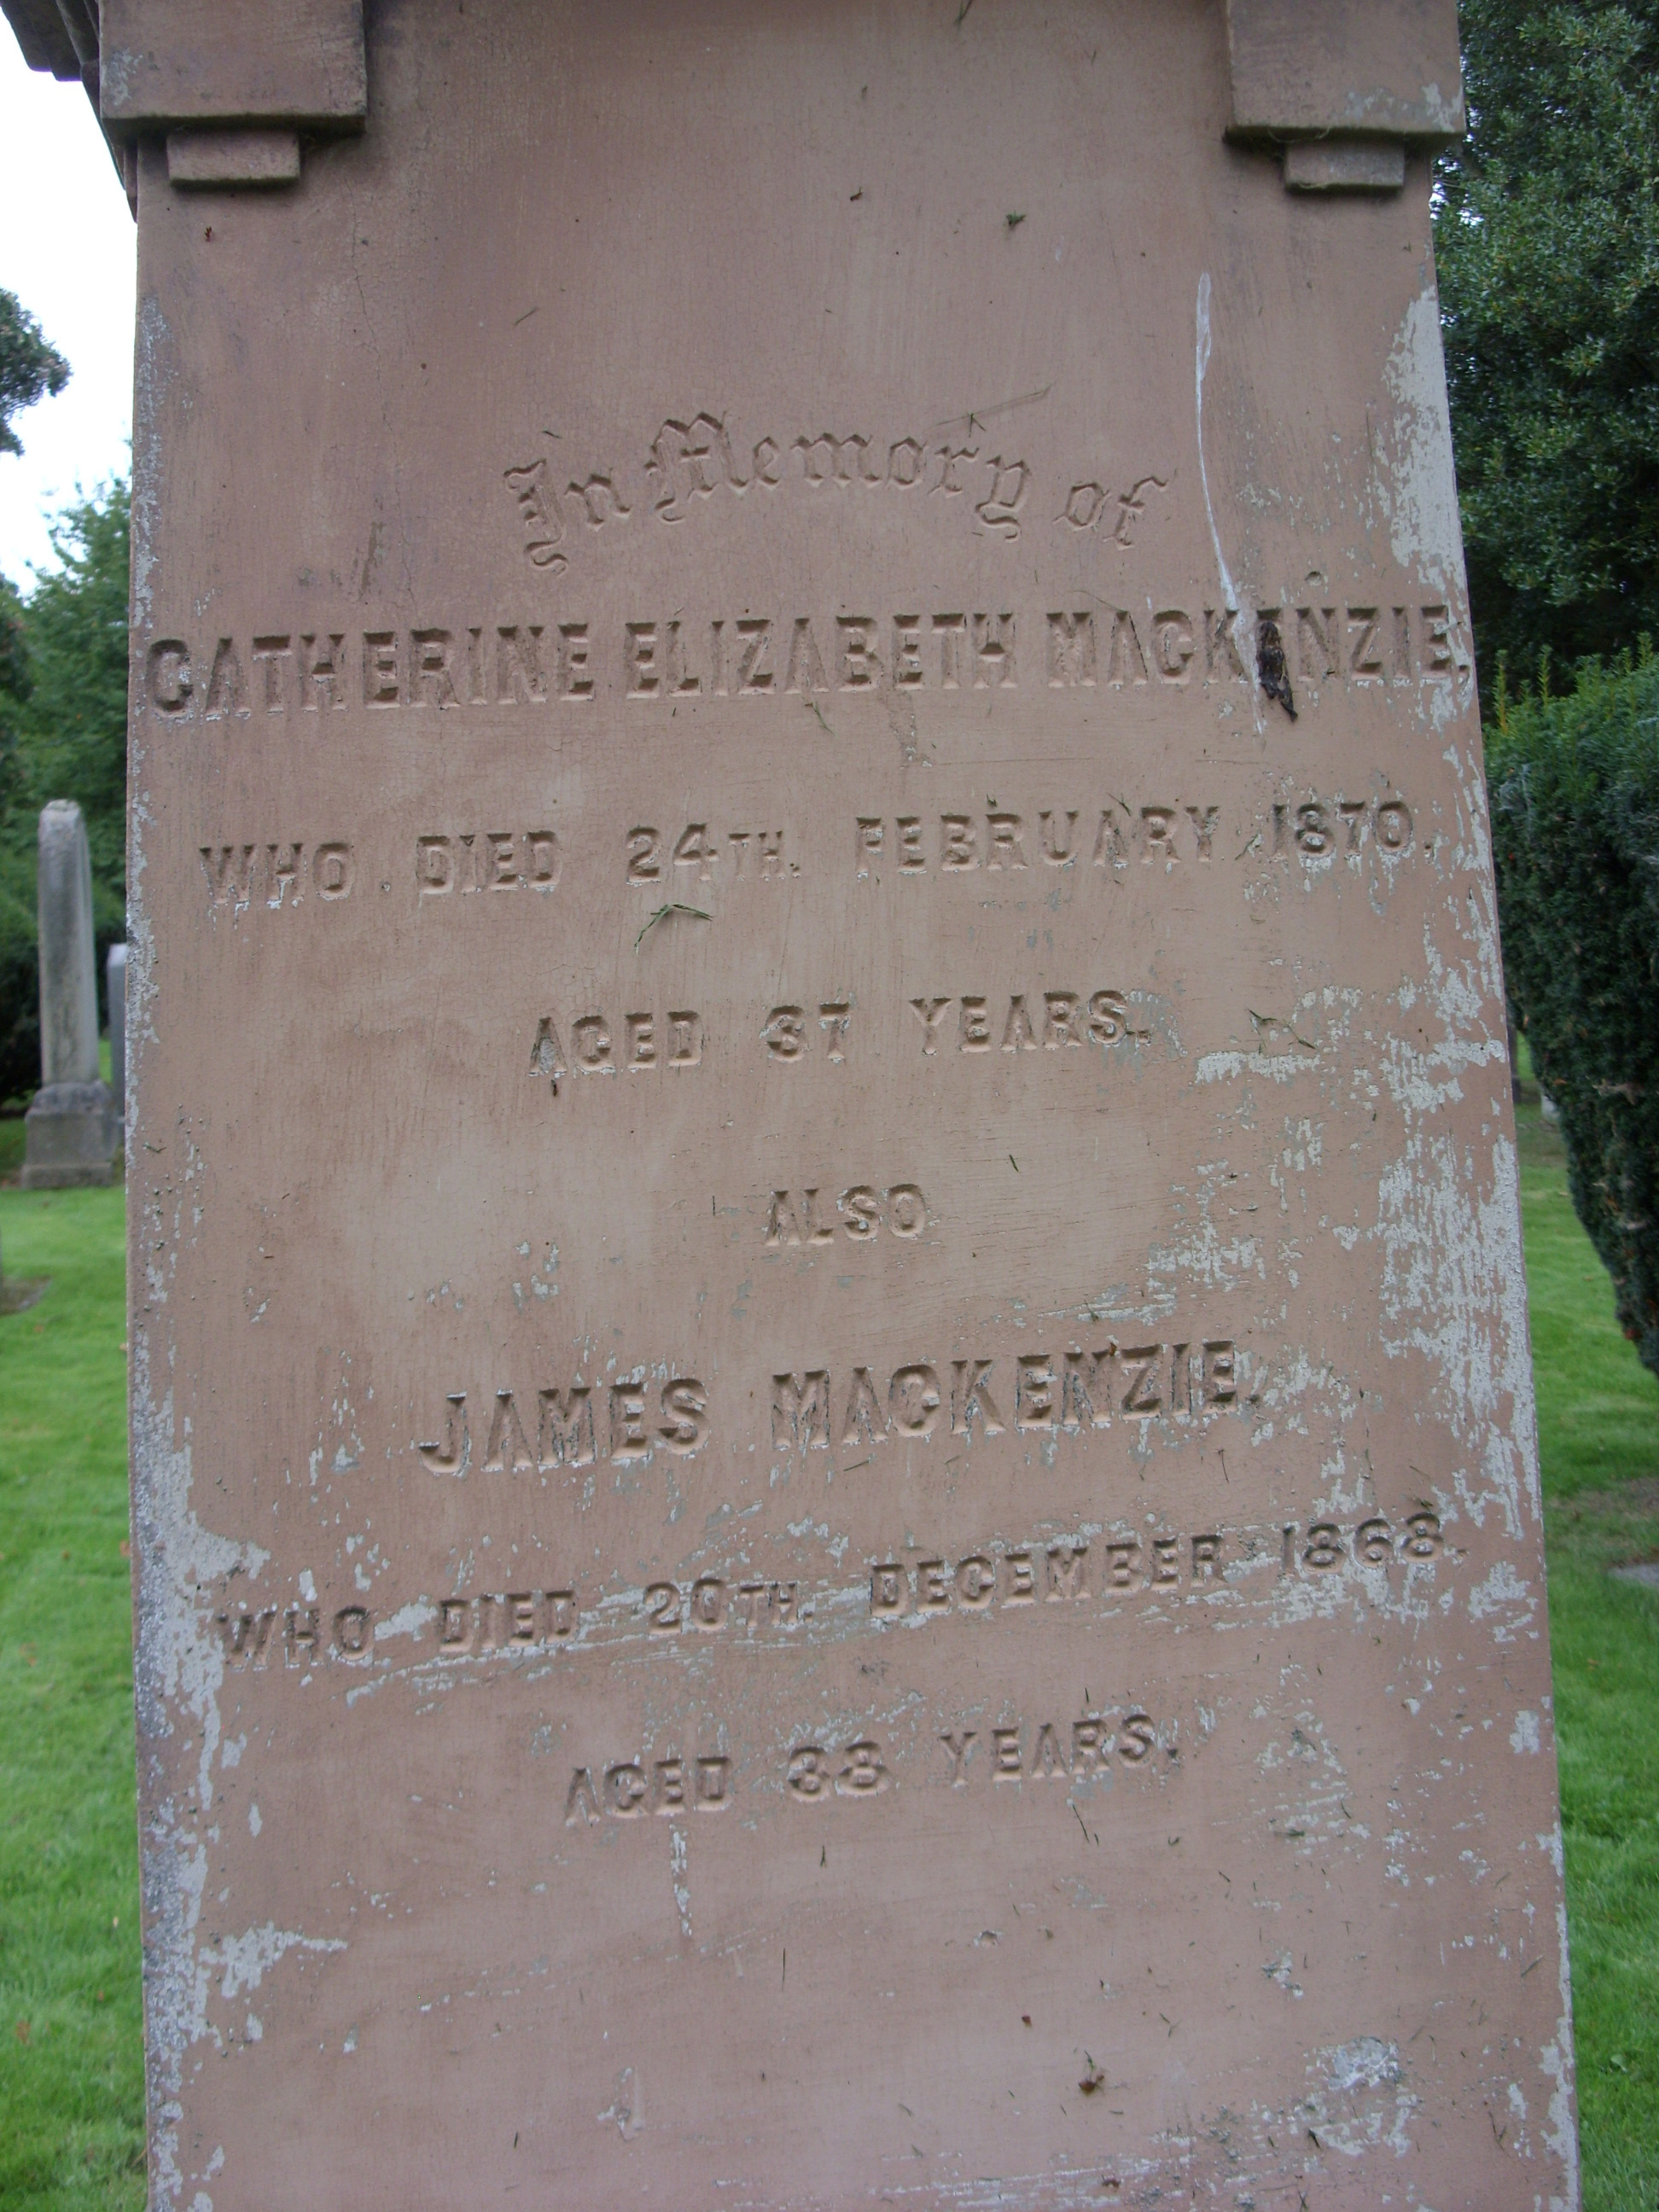 In Memory of
CATHERINE ELIZABETH MACKENZIE,
WHO DIED 24TH. FEBRUARY 1870.
AGED 37 YEARS.
ALSO
JAMES MACKENZIE.
WHO DIED 20TH. DECEMBER 1868.
AGED 38 YEARS.